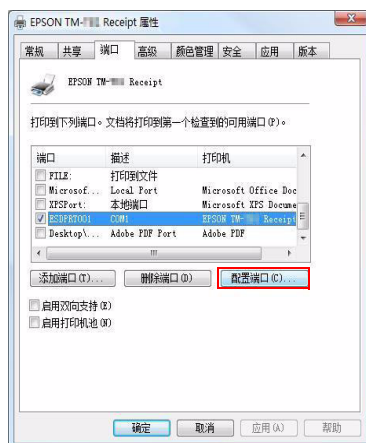 EPSON TM- Receipt 属性
常规 共享 端口 高级 颜色管理 安全 应用 版本
EPSON TM- Receipt
打印到下列端口。文档将打印到第一个检查到的可用端口(P)。
端口 描述 打印机
FILE: 打印到文件
Microsof... Local Port Microsoft Office Doc
XPSPort: 本地端口 Microsoft XPS Docume
ESDPRT001 COM1 EPSON TM- Receipt
Desktop\... Adobe PDF Port Adobe PDF
添加端口(T)... 删除端口(D) 配置端口(C)...
启用双向支持(E)
启用打印机池(N)
确定 取消 应用(A) 帮助